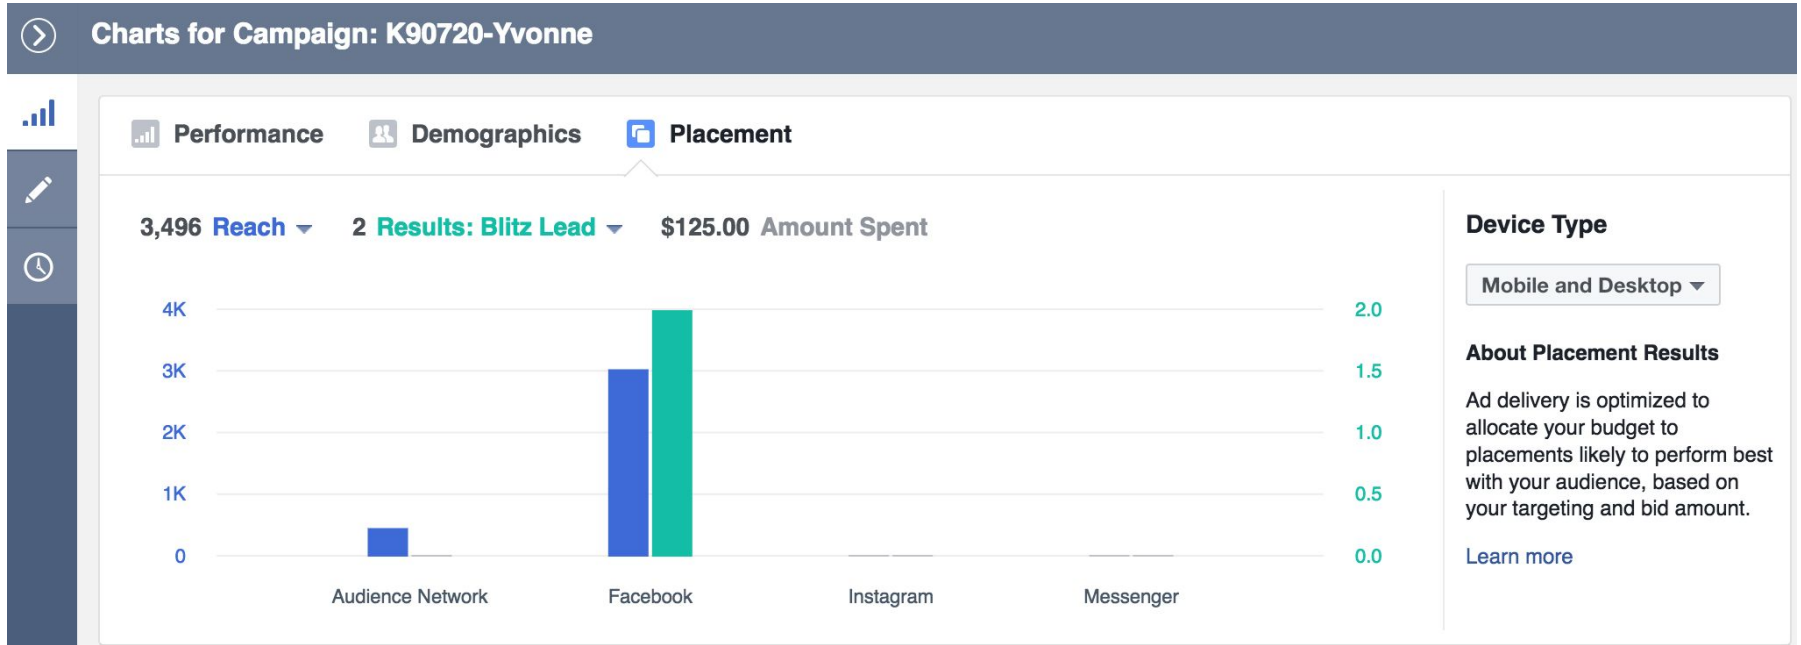 Charts for Campaign: K90720-Yvonne
Performance Demographics Placement
3,496 Reach 2 Results: Blitz Lead $125.00 Amount Spent
4K
3K
2K
1K
0
2.0
1.5
1.0
0.5
0.0
Audience Network Facebook Instagram Messenger
Device Type
Mobile and Desktop
About Placement Results
Ad delivery is optimized to
allocate your budget to
placements likely to perform best
with your audience, based on
your targeting and bid amount.
Learn more